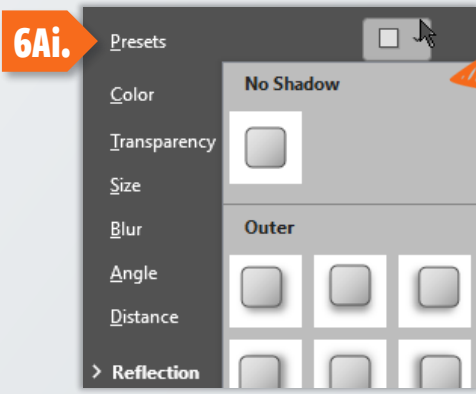 6Ai.
Presets
Color
No Shadow
Transparency
Size
Blur
Outer
Angle
Distance
> Reflection